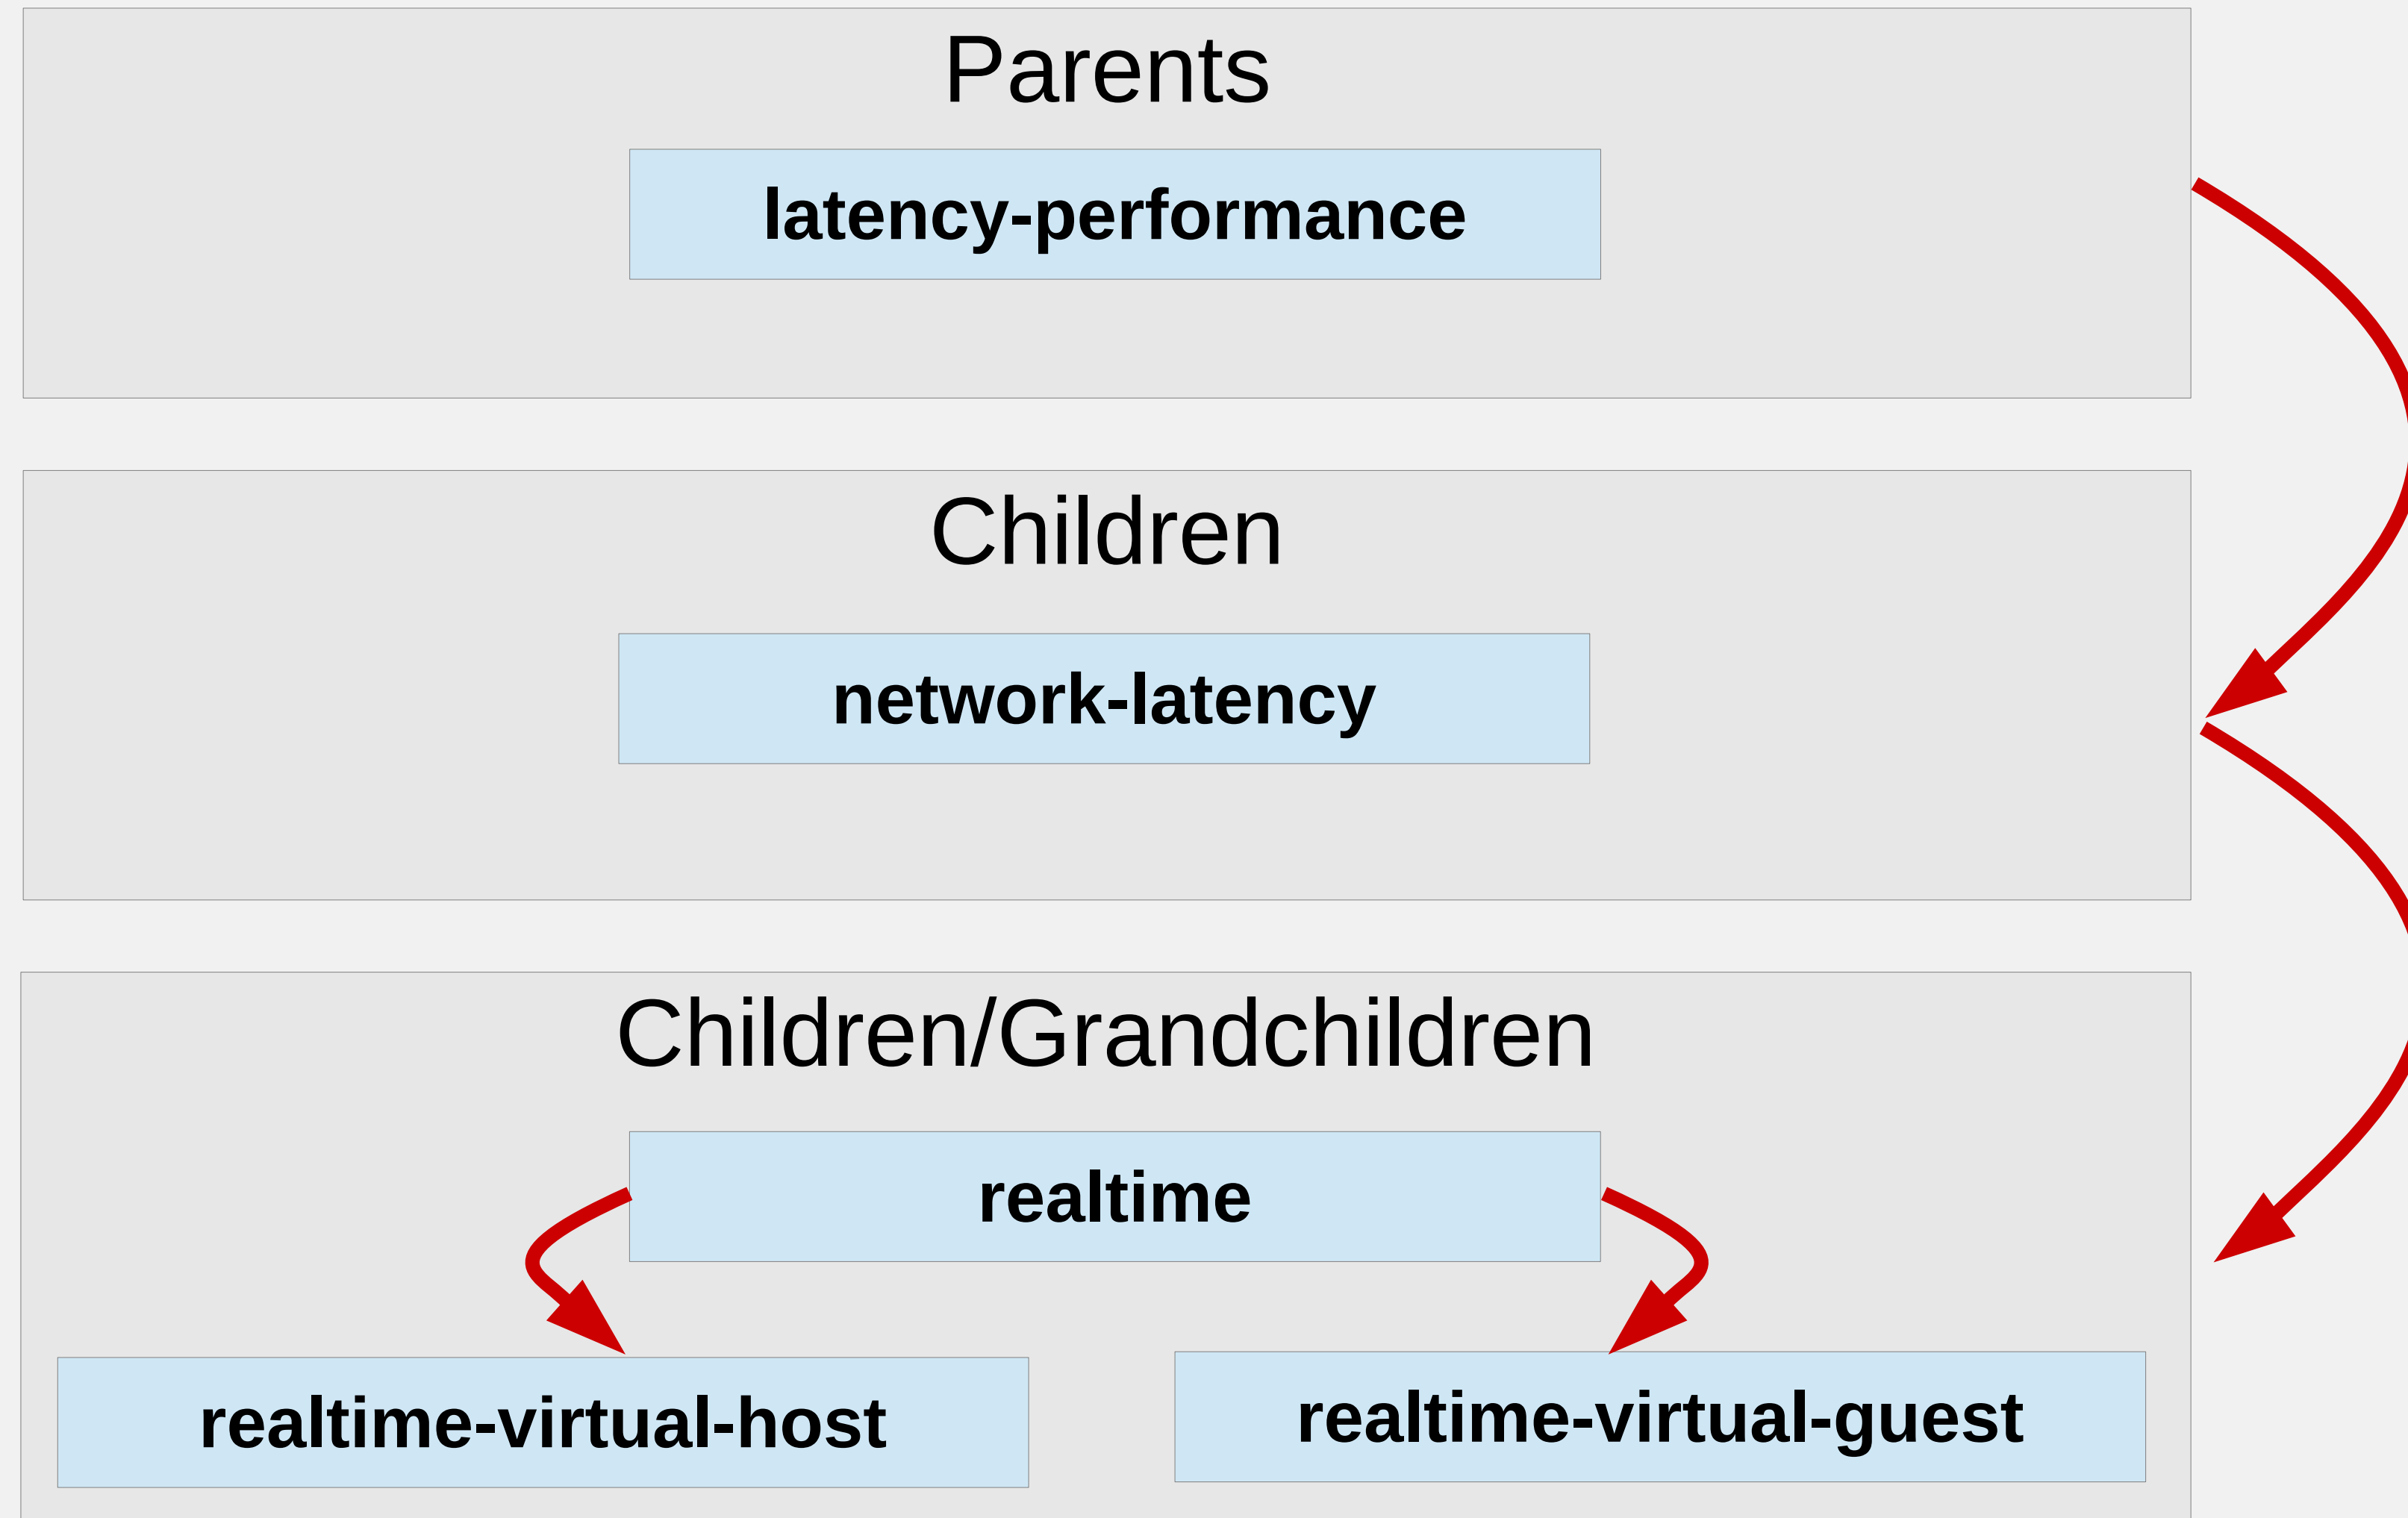 Parents
latency-performance
Children
network-latency
Children/Grandchildren
realtime
realtime-virtual-host
realtime-virtual-guest